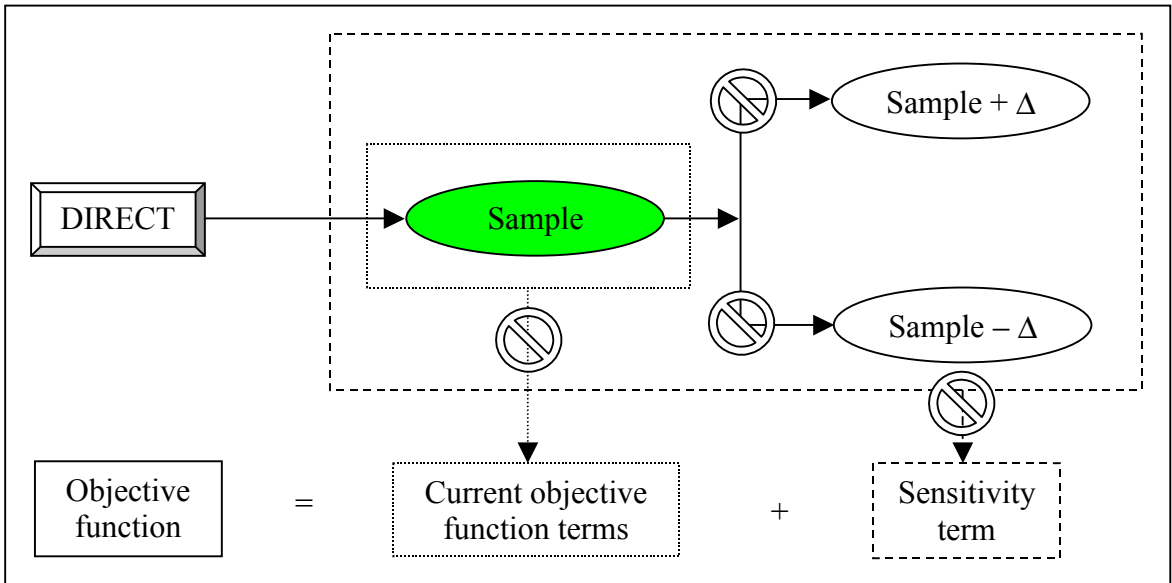 Sample + Δ
DIRECT
Sample
Sample − Δ
Objective
function
=
Current objective
function terms
+
Sensitivity
term